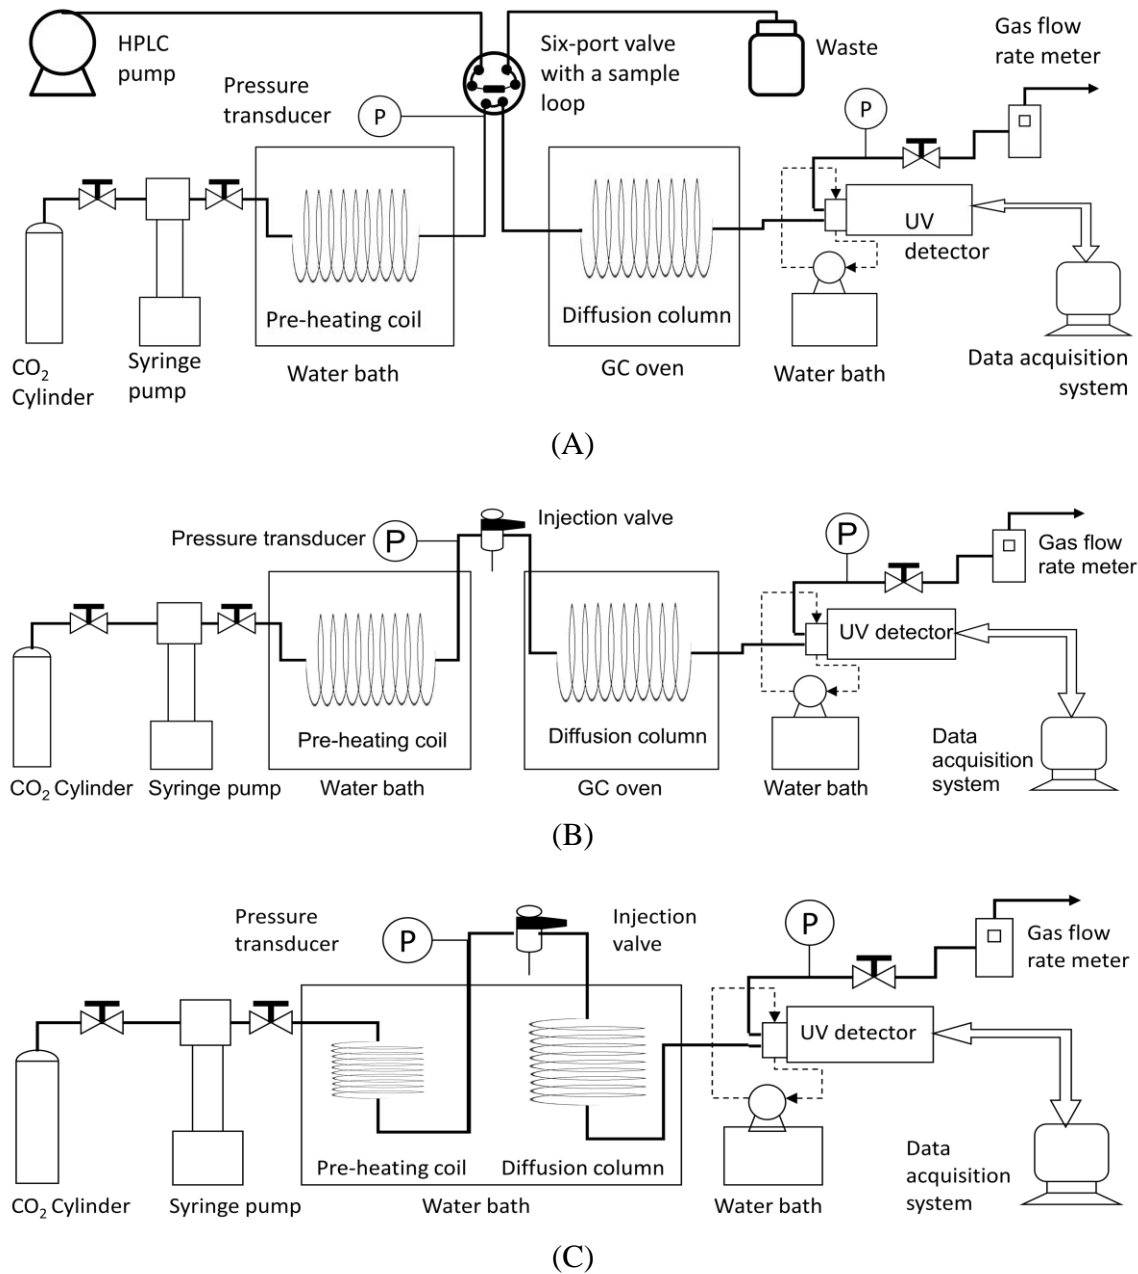 HPLC
pump
Six-port valve
with a sample
loop
Waste
Gas flow
rate meter
Pressure
transducer
P
P
UV
detector
Pre-heating coil
Diffusion column
CO2
Cylinder
Syringe
pump
Water bath
GC oven
Water bath
Data acquisition
system
(A)
Injection valve
Pressure transducer
P
P
Gas flow
rate meter
UV detector
Pre-heating coil
Diffusion column
Data
acquisition
system
CO2 Cylinder
Syringe pump
Water bath
GC oven
Water bath
(B)
Pressure
transducer
P
Injection
valve
P
Gas flow
rate meter
UV detector
Pre-heating coil
Diffusion column
Data
acquisition
system
CO2 Cylinder
Syringe pump
Water bath
Water bath
(C)